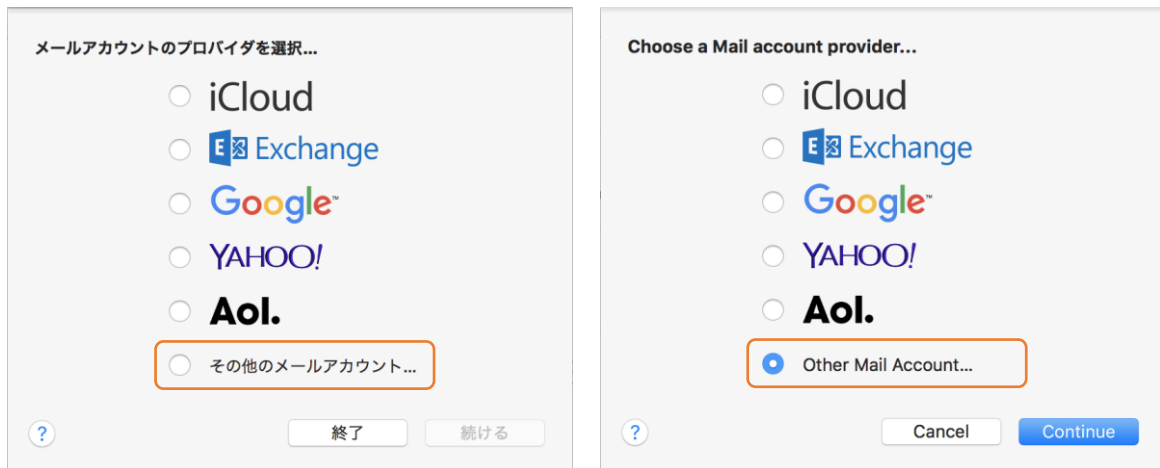 メールアカウントのプロバイダを選択...
iCloud
E Exchange
Google™
YAHOO!
Aol.
その他のメールアカウント...
?
終了
続ける
Choose a Mail account provider...
iCloud
E Exchange
Google™
YAHOO!
Aol.
Other Mail Account...
?
Cancel
Continue